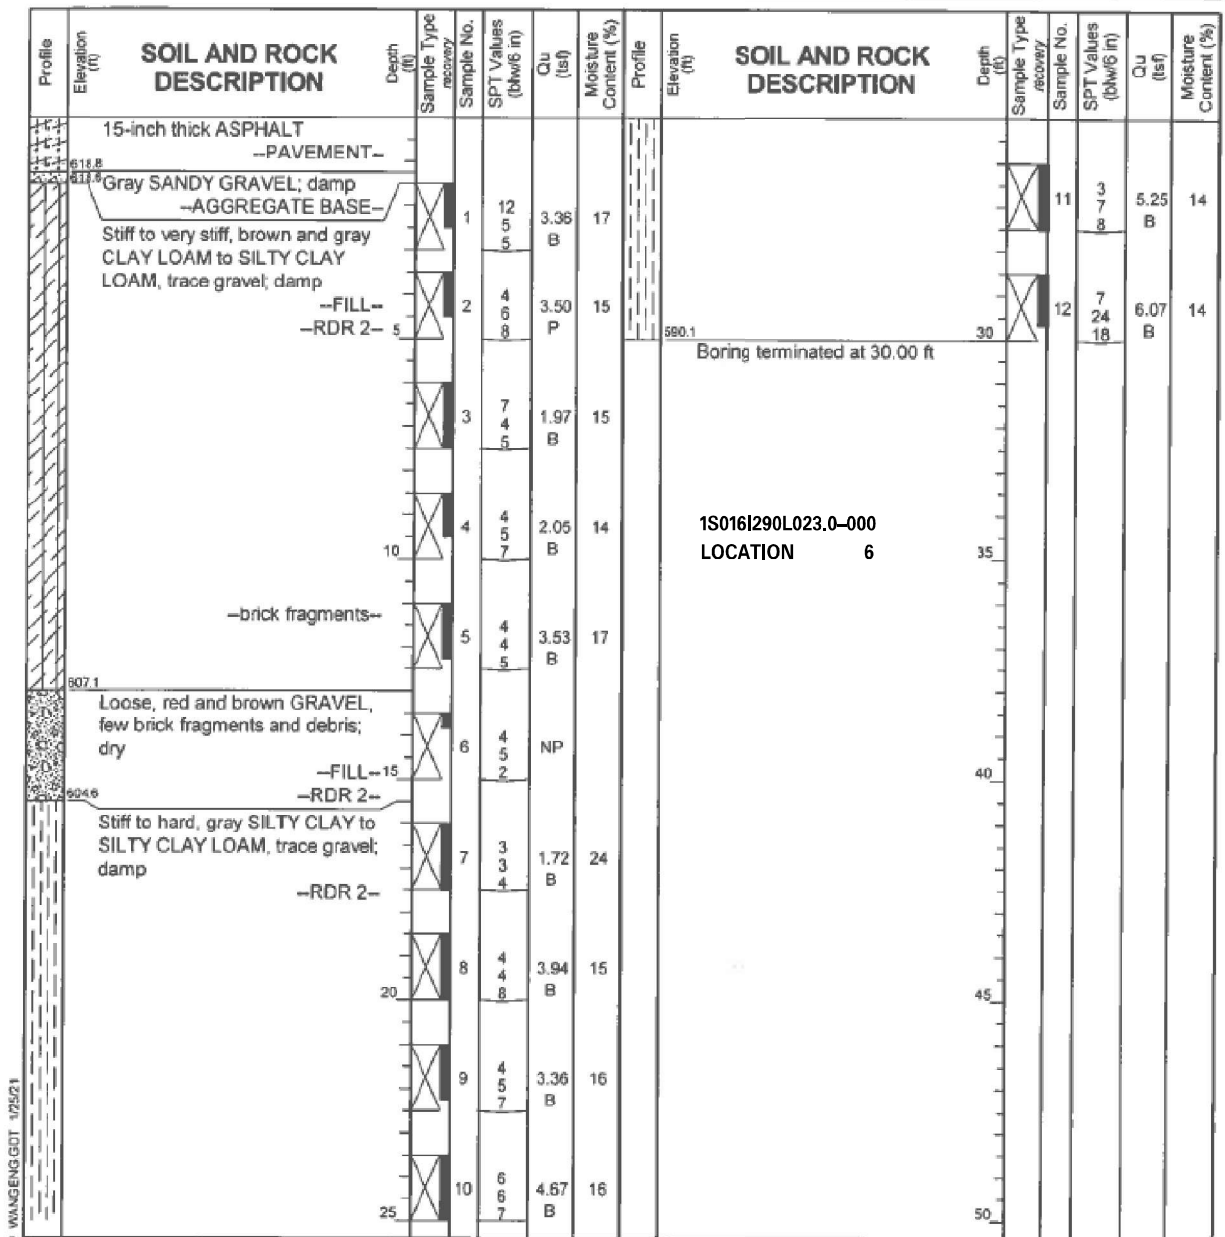 Profile
Elevation (ft)
SOIL AND ROCK DESCRIPTION
Depth (ft)
Sample Type recovery
Sample No.
SPT Values (blw/6 in)
Qu (tsf)
Moisture Content (%)
Profile
Elevation (ft)
SOIL AND ROCK DESCRIPTION
Depth (ft)
Sample Type recovery
Sample No.
SPT Values (blw/6 in)
Qu (tsf)
Moisture Content (%)
15-inch thick ASPHALT
--PAVEMENT--
618.8
Gray SANDY GRAVEL; damp
--AGGREGATE BASE--
1 12 5 5 3.36 B 17
Stiff to very stiff, brown and gray
CLAY LOAM to SILTY CLAY
LOAM, trace gravel; damp
--FILL--
--RDR 2-- 5
2 4 6 8 3.50 P 15
3 7 4 5 1.97 B 15
4 4 5 7 2.05 B 14
10
--brick fragments--
5 4 4 5 3.53 B 17
607.1
Loose, red and brown GRAVEL,
few brick fragments and debris;
dry
6 4 5 2 NP
--FILL-- 15
--RDR 2--
604.6
Stiff to hard, gray SILTY CLAY to
SILTY CLAY LOAM, trace gravel;
damp
--RDR 2--
7 3 3 4 1.72 B 24
8 4 4 8 3.94 B 15
20
9 4 5 7 3.36 B 16
10 6 6 7 4.67 B 16
25
11 3 7 8 5.25 B 14
12 7 24 18 6.07 B 14
590.1
30
Boring terminated at 30.00 ft
1S016I290L023.0–000
LOCATION 6
35
40
45
50
WANGENG.GDT 1/25/21